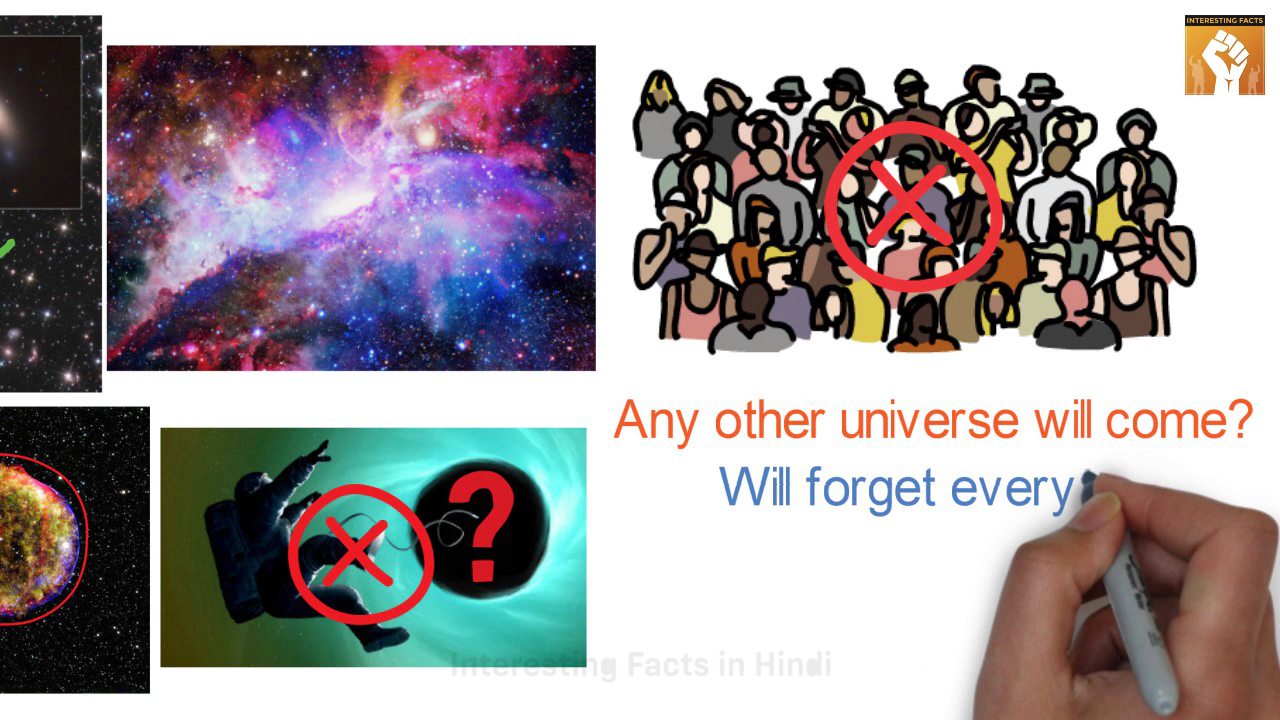 INTERESTING FACTS
Any other universe will come?
Will forget every
?
Interesting Facts in Hindi